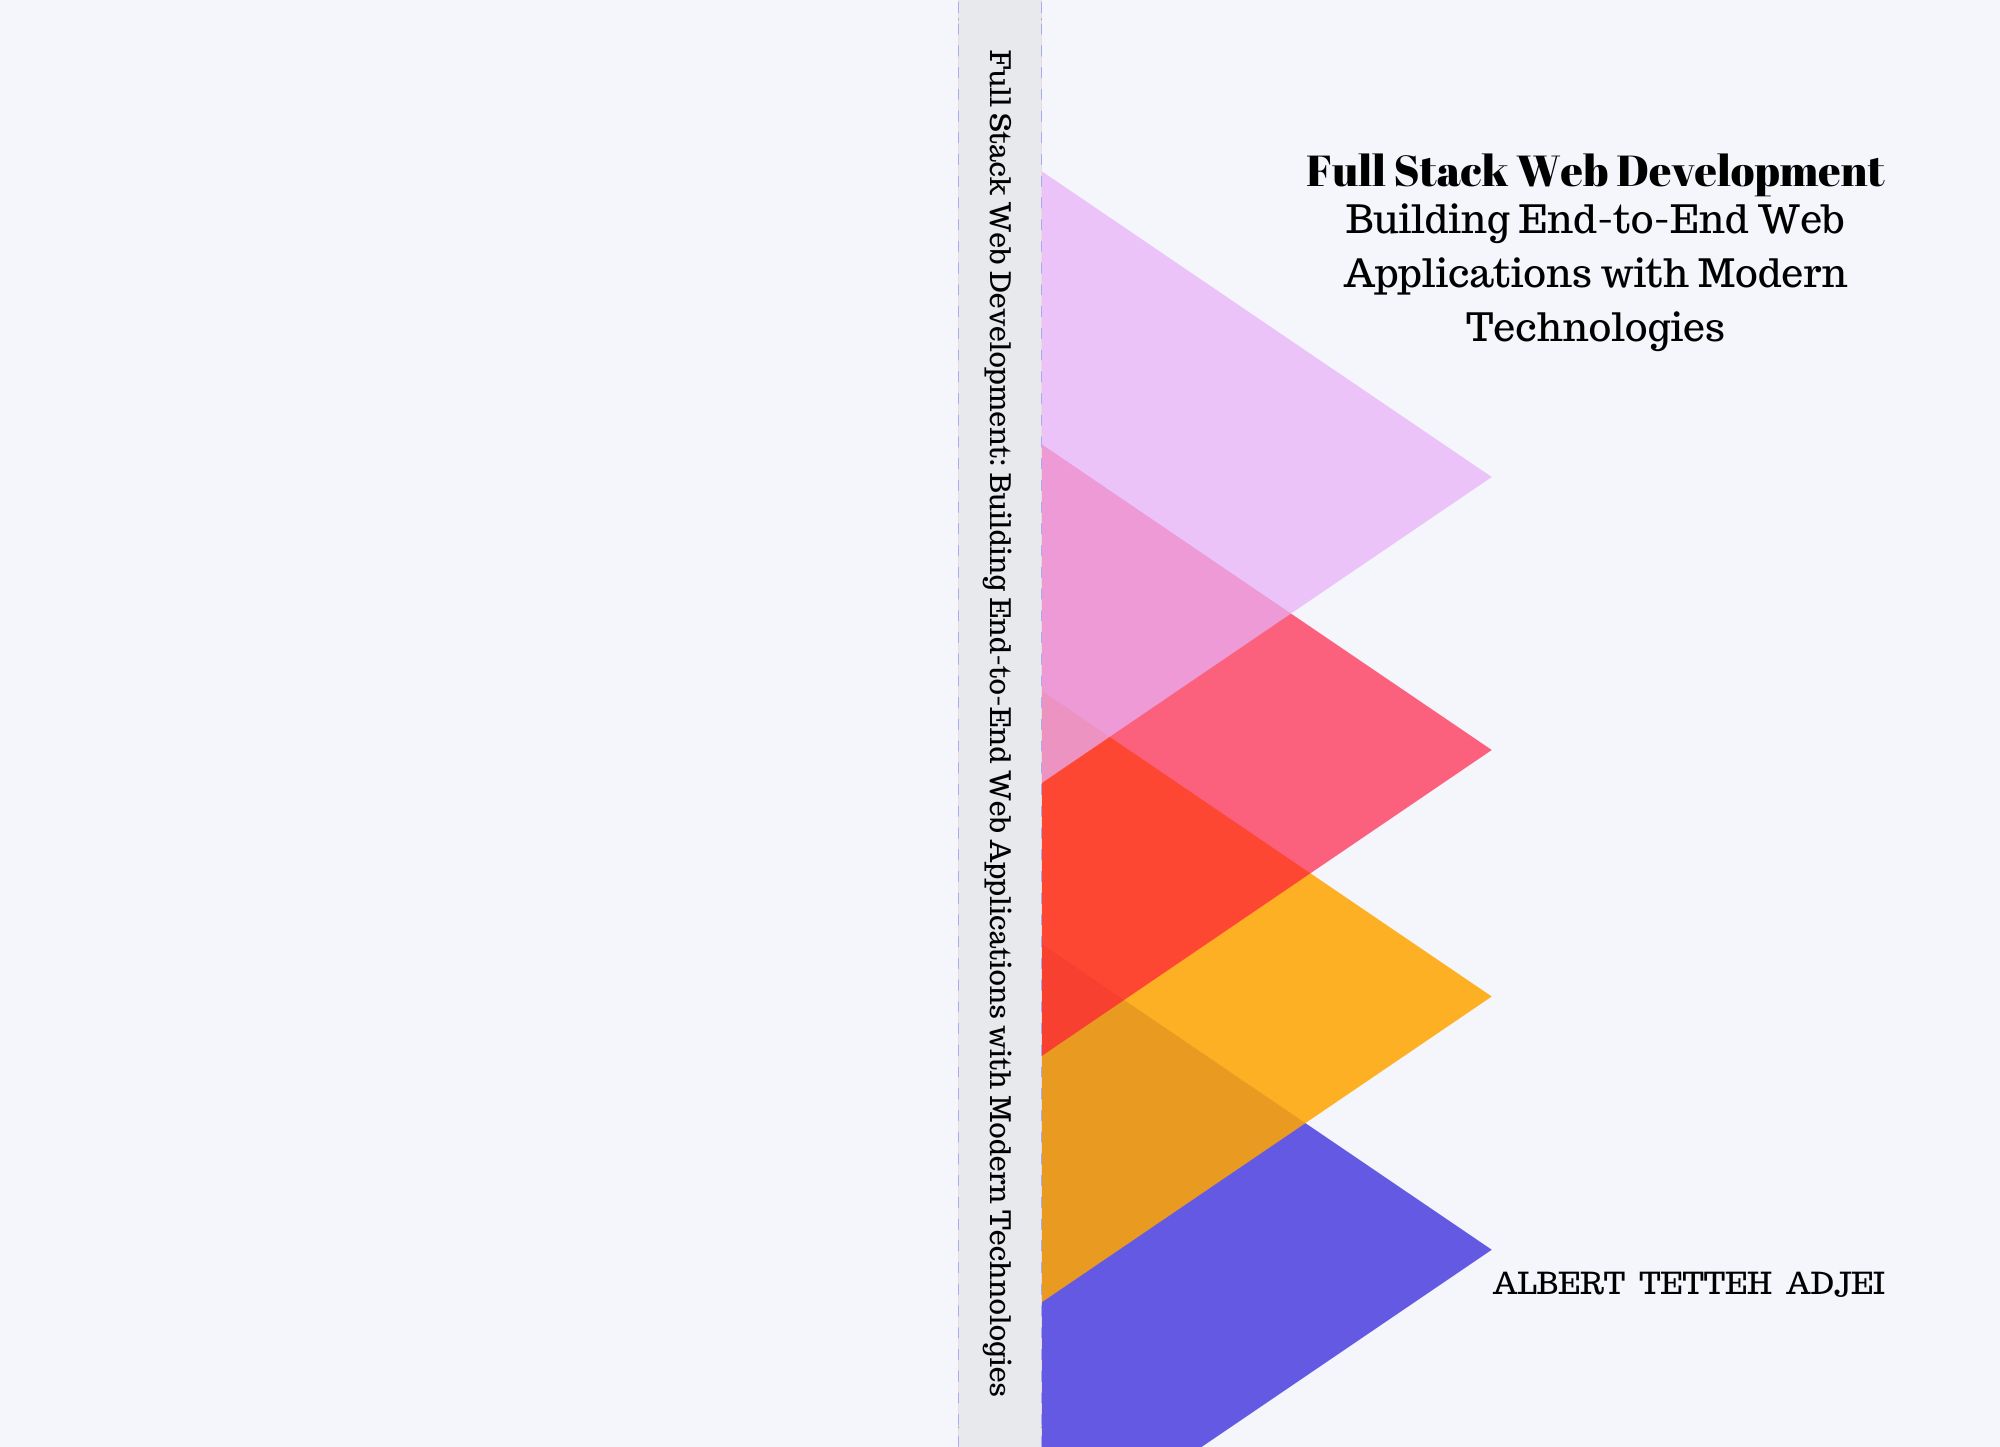 Full Stack Web Development: Building End-to-End Web Applications with Modern Technologies
Full Stack Web Development
Building End-to-End Web
Applications with Modern
Technologies
ALBERT TETTEH ADJEI